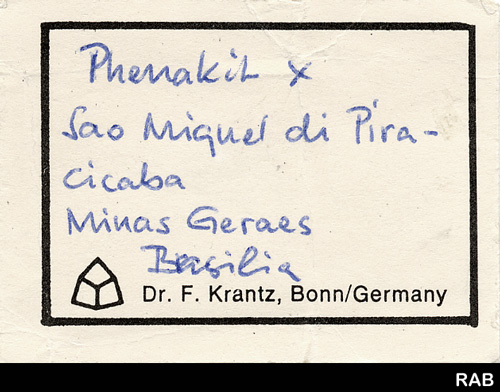 Phenakit x
Sao Miguel di Pira-
cicaba
Minas Geraes
Brasilia
Dr. F. Krantz, Bonn/Germany
RAB